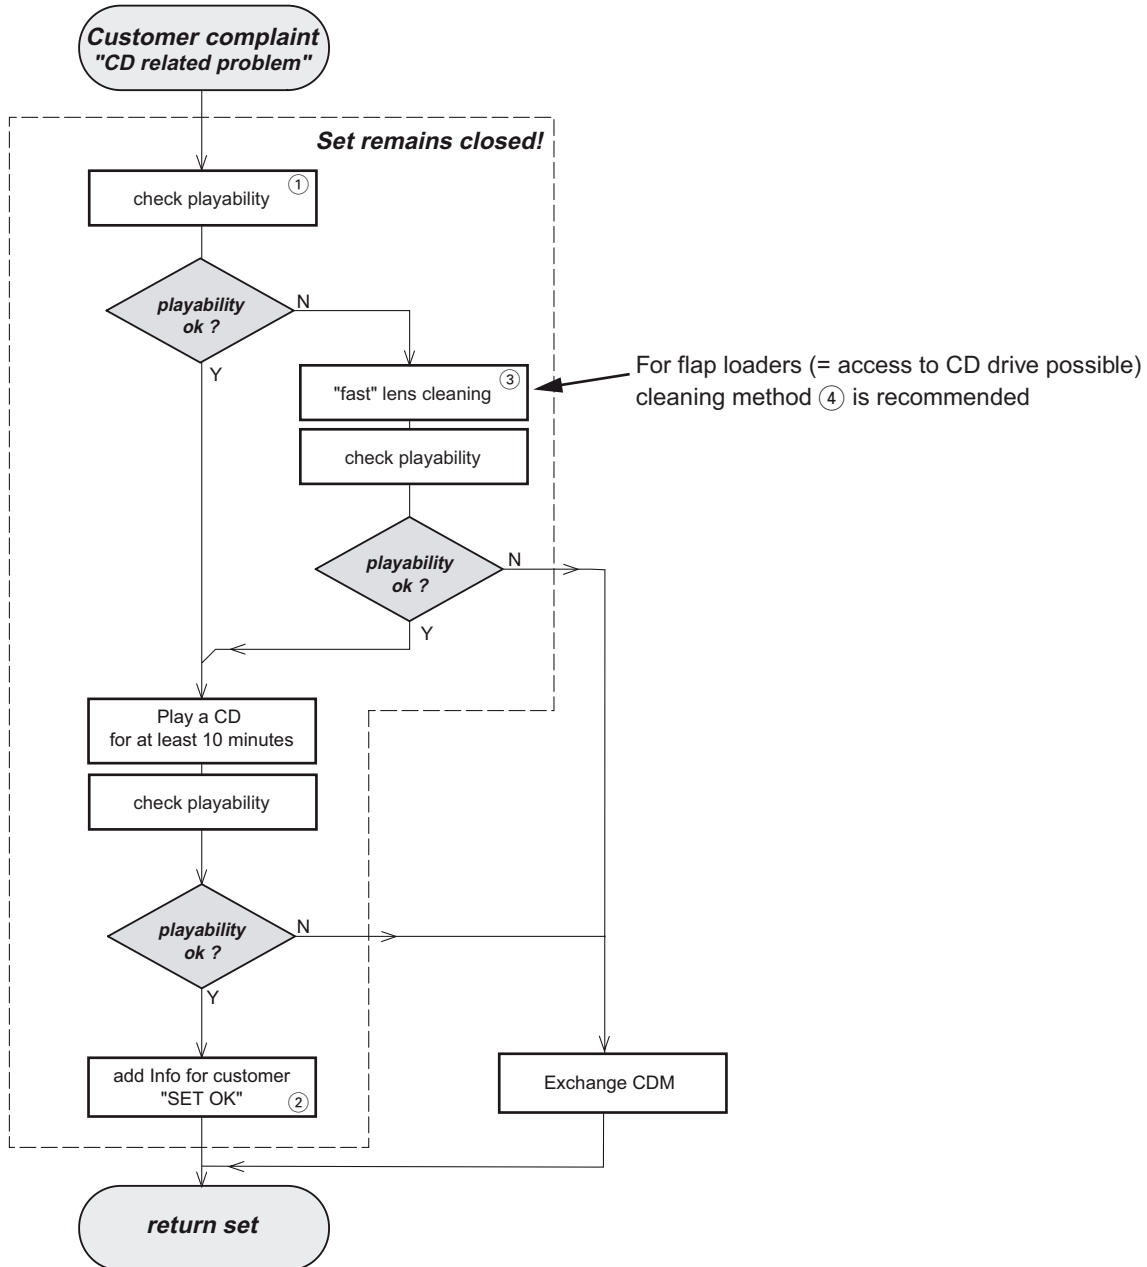 Customer complaint
"CD related problem"
Set remains closed!
check playability ①
playability
ok ?
N
Y
"fast" lens cleaning ③
For flap loaders (= access to CD drive possible)
cleaning method ④ is recommended
check playability
playability
ok ?
N
Y
Play a CD
for at least 10 minutes
check playability
playability
ok ?
N
Y
add Info for customer
"SET OK" ②
Exchange CDM
return set